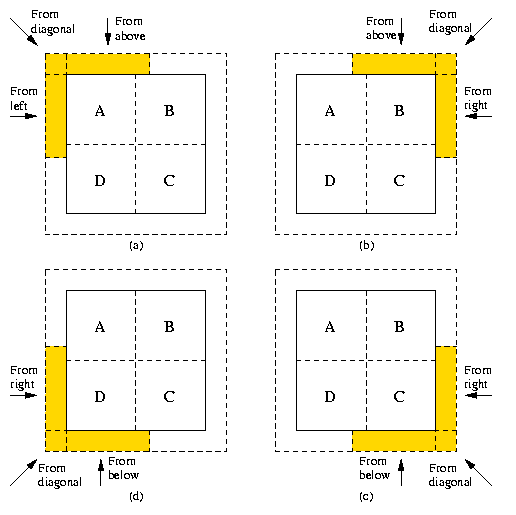 From
diagonal
From
above
From
left
A
B
D
C
(a)
From
above
From
diagonal
From
right
A
B
D
C
(b)
A
B
From
right
D
C
From
diagonal
From
below
(d)
A
B
From
right
D
C
From
below
From
diagonal
(c)